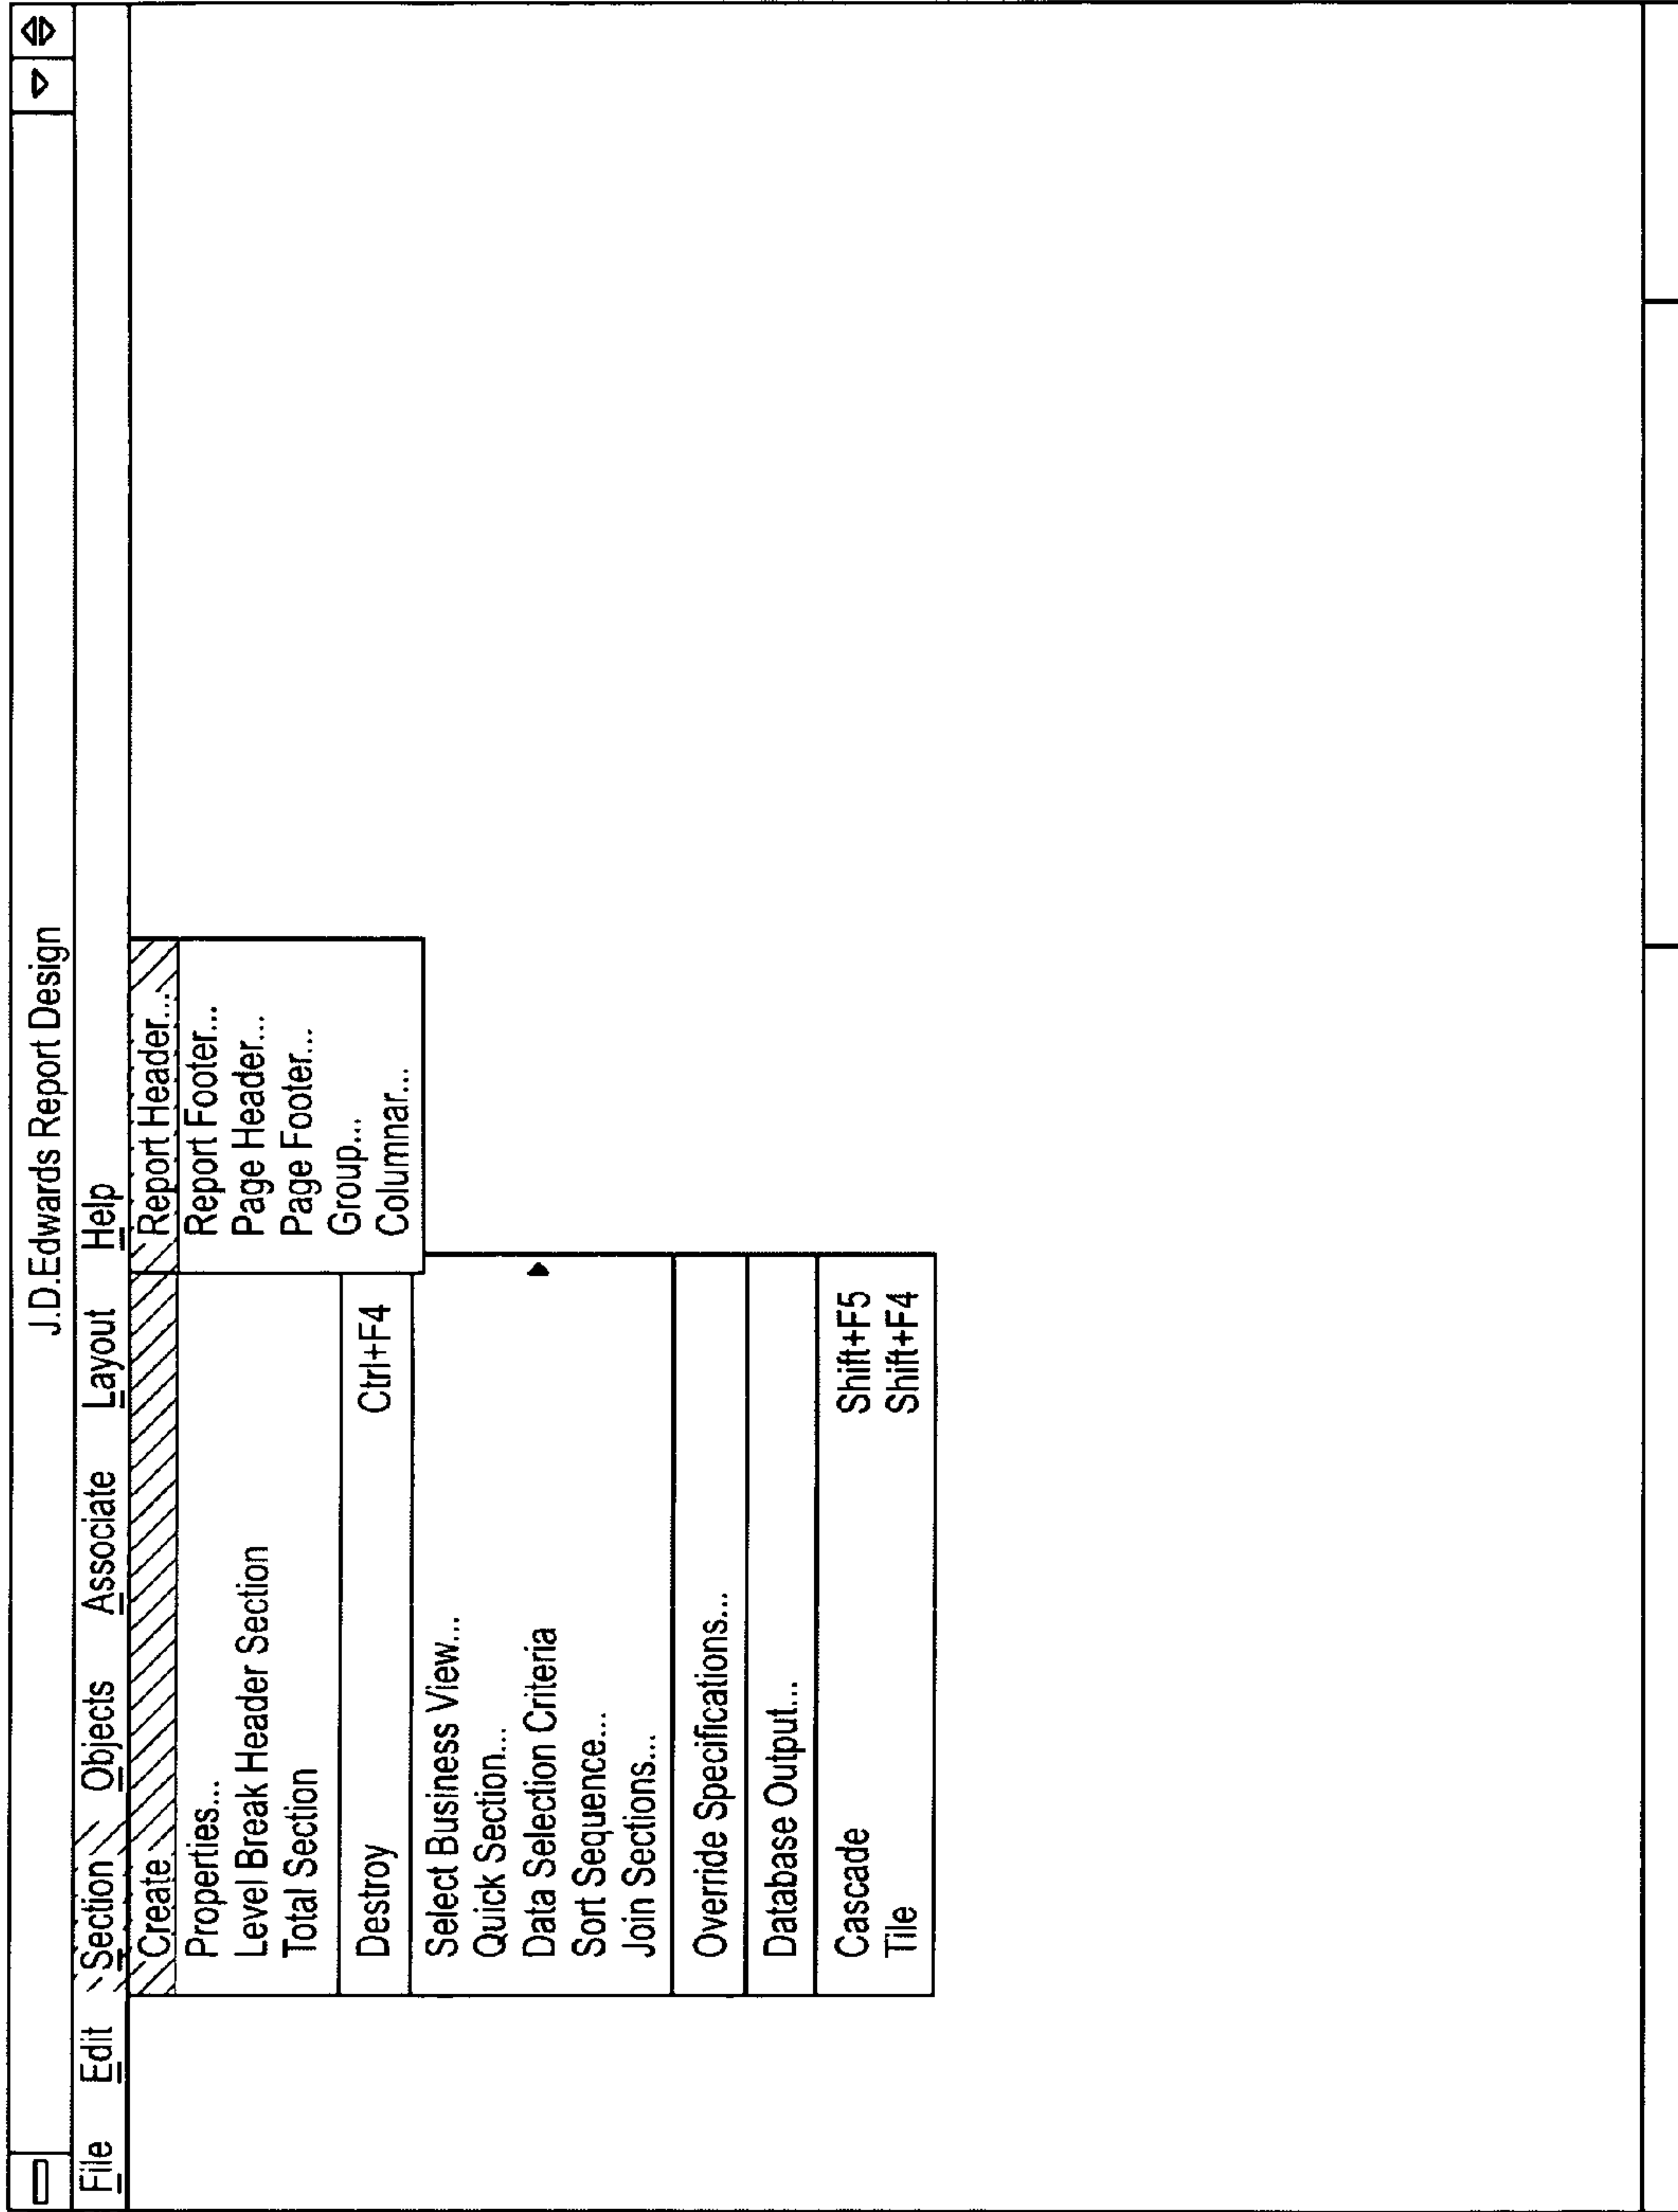 J.D.Edwards Report Design
File Edit Section Objects Associate Layout Help
Create
Properties...
Level Break Header Section
Total Section
Destroy Ctrl+F4
Select Business View...
Quick Section...
Data Selection Criteria
Sort Sequence...
Join Sections...
Override Specifications...
Database Output...
Cascade Shift+F5
Tile Shift+F4
Report Header...
Report Footer...
Page Header...
Page Footer...
Group...
Columnar...